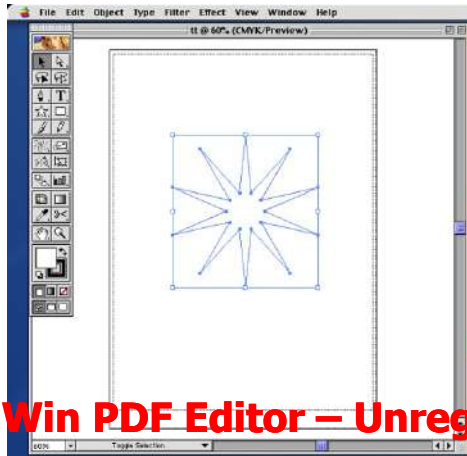 File Edit Object Type Filter Effect View Window Help
tt @ 60% (CMYK/Preview)
T
Win PDF Editor – Unreg
60%
Toggle Selection